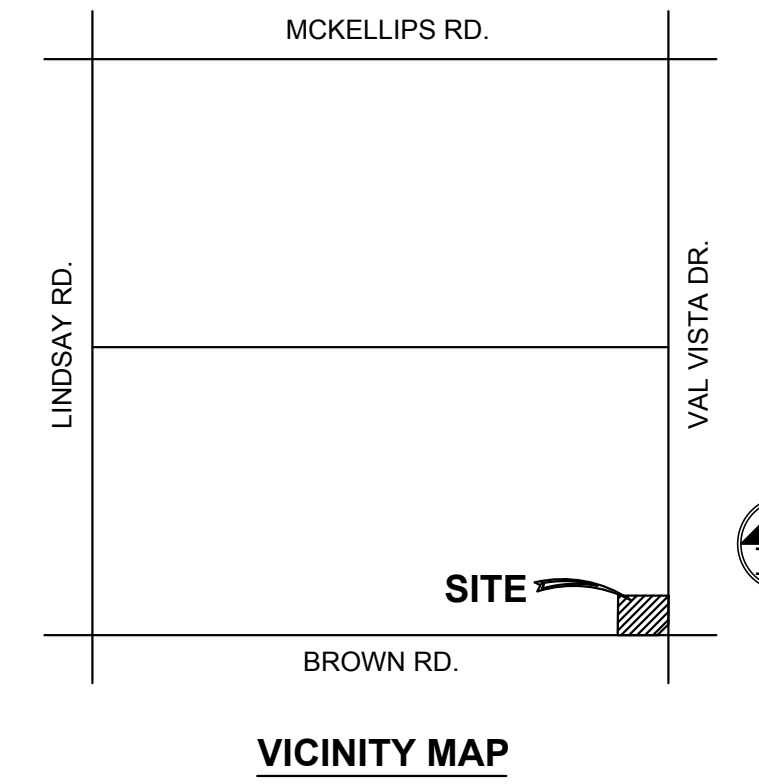 MCKELLIPS RD.
LINDSAY RD.
VAL VISTA DR.
SITE
BROWN RD.
VICINITY MAP